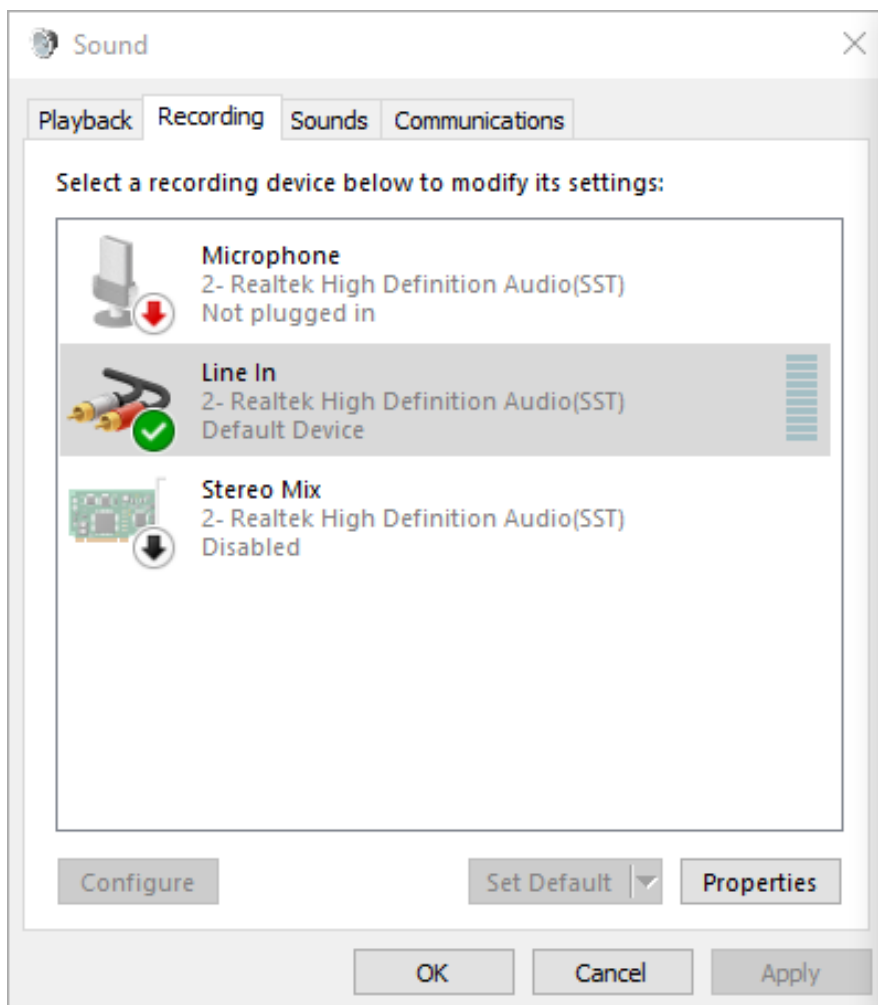 Sound
Playback Recording Sounds Communications
Select a recording device below to modify its settings:
Microphone
2- Realtek High Definition Audio(SST)
Not plugged in
Line In
2- Realtek High Definition Audio(SST)
Default Device
Stereo Mix
2- Realtek High Definition Audio(SST)
Disabled
Configure Set Default Properties
OK Cancel Apply